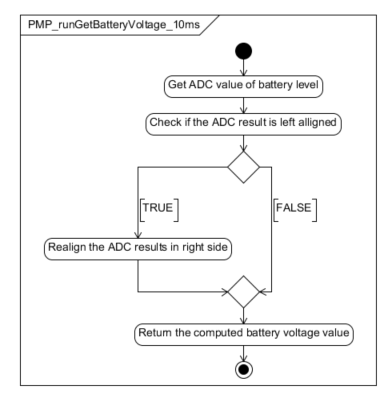 PMP_runGetBatteryVoltage_10ms
Get ADC value of battery level
Check if the ADC result is left alligned
[TRUE]
[FALSE]
Realign the ADC results in right side
Return the computed battery voltage value